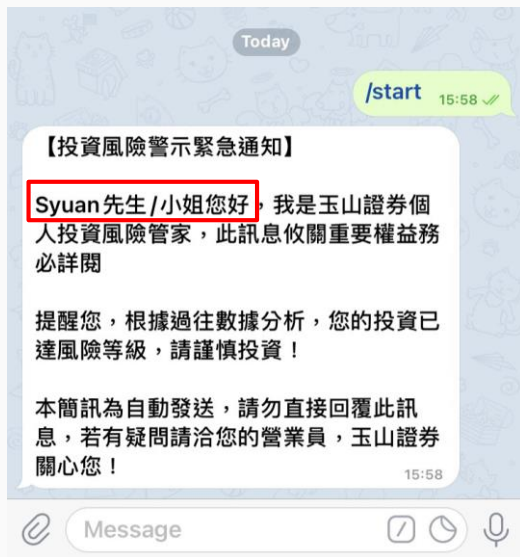 Today
/start 15:58
【投資風險警示緊急通知】
Syuan先生/小姐您好，我是玉山證券個
人投資風險管家，此訊息攸關重要權益務
必詳閱
提醒您，根據過往數據分析，您的投資已
達風險等級，請謹慎投資！
本簡訊為自動發送，請勿直接回覆此訊
息，若有疑問請洽您的營業員，玉山證券
關心您！
15:58
Message